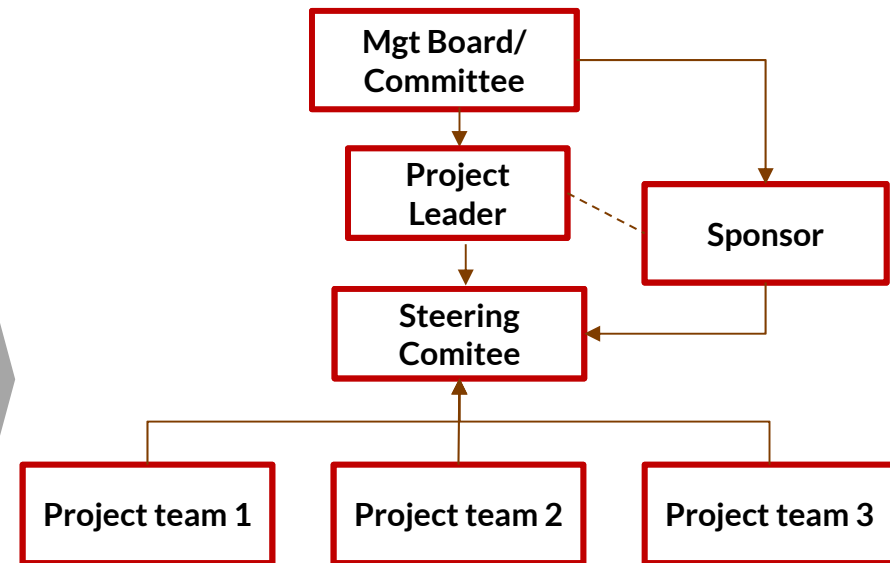 Mgt Board/
Committee
Project
Leader
Sponsor
Steering
Comitee
Project team 1
Project team 2
Project team 3